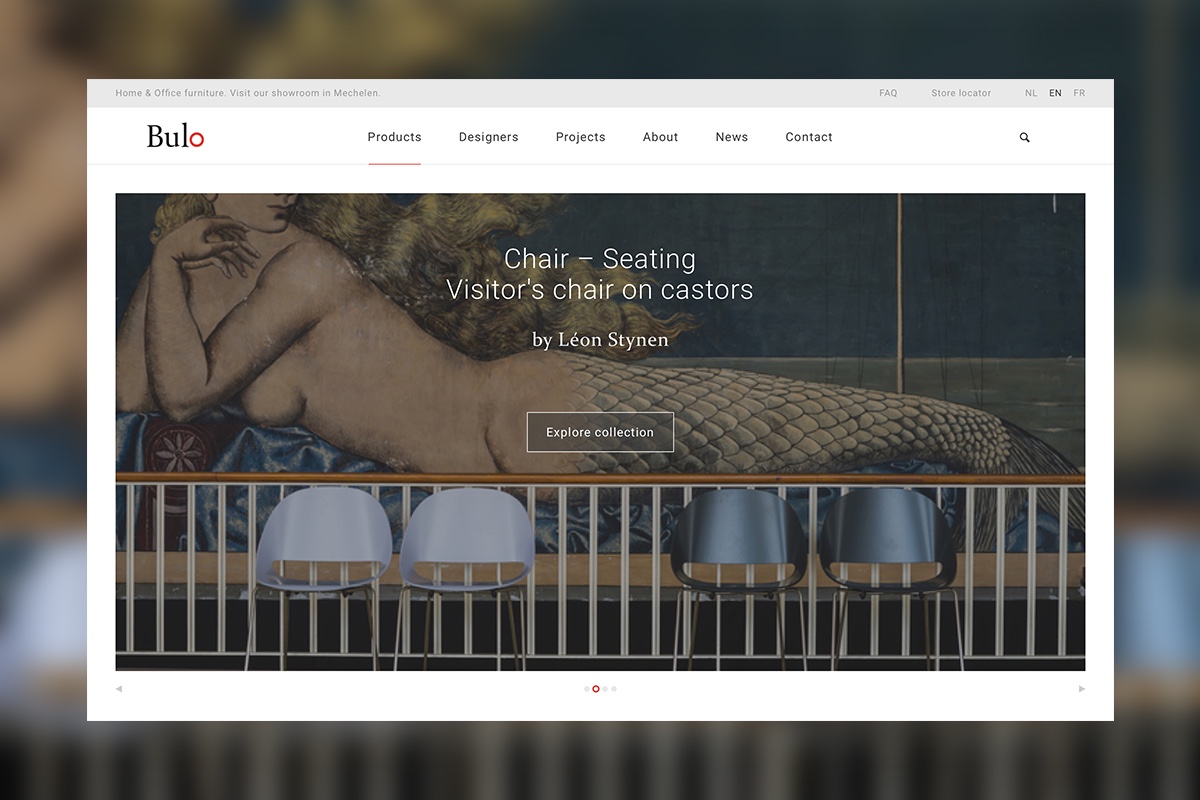 Home & Office furniture. Visit our showroom in Mechelen.
FAQ
Store locator
NL EN FR
Bulo
Products
Designers
Projects
About
News
Contact
Chair – Seating
Visitor's chair on castors
by Léon Stynen
Explore collection